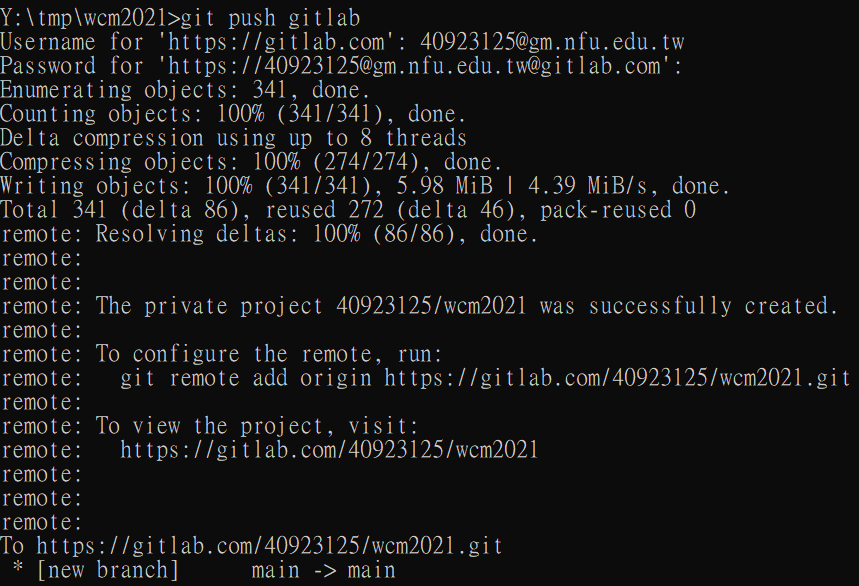 Y:\tmp\wcm2021>git push gitlab
Username for 'https://gitlab.com': 40923125@gm.nfu.edu.tw
Password for 'https://40923125@gm.nfu.edu.tw@gitlab.com':
Enumerating objects: 341, done.
Counting objects: 100% (341/341), done.
Delta compression using up to 8 threads
Compressing objects: 100% (274/274), done.
Writing objects: 100% (341/341), 5.98 MiB | 4.39 MiB/s, done.
Total 341 (delta 86), reused 272 (delta 46), pack-reused 0
remote: Resolving deltas: 100% (86/86), done.
remote:
remote:
remote: The private project 40923125/wcm2021 was successfully created.
remote:
remote: To configure the remote, run:
remote:   git remote add origin https://gitlab.com/40923125/wcm2021.git
remote:
remote: To view the project, visit:
remote:   https://gitlab.com/40923125/wcm2021
remote:
remote:
remote:
To https://gitlab.com/40923125/wcm2021.git
 * [new branch]      main -> main